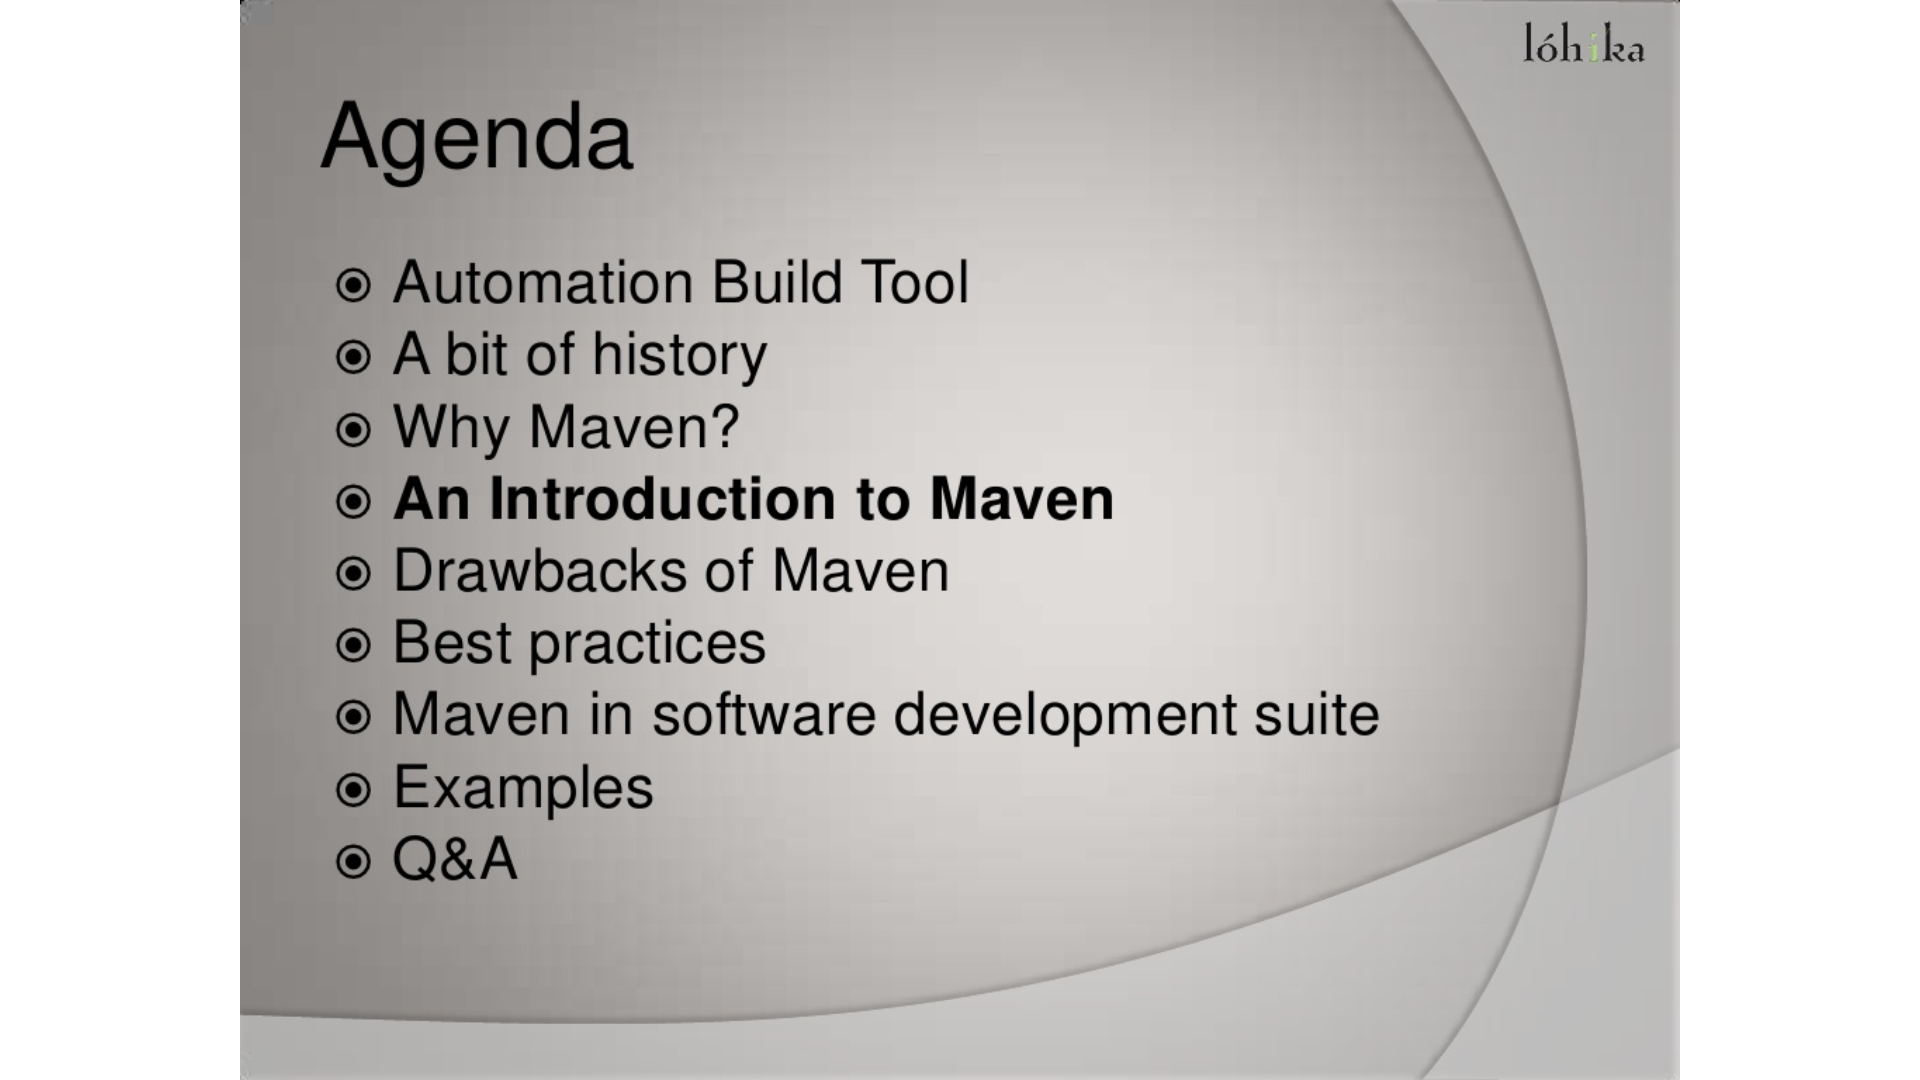 lóhika
Agenda
Automation Build Tool
A bit of history
Why Maven?
An Introduction to Maven
Drawbacks of Maven
Best practices
Maven in software development suite
Examples
Q&A